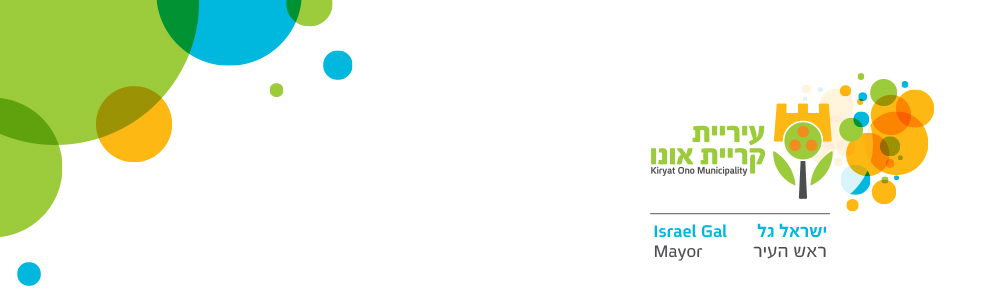 עיריית
קריית אונו
Kiryat Ono Municipality
ישראל גל
Israel Gal
ראש העיר
Mayor